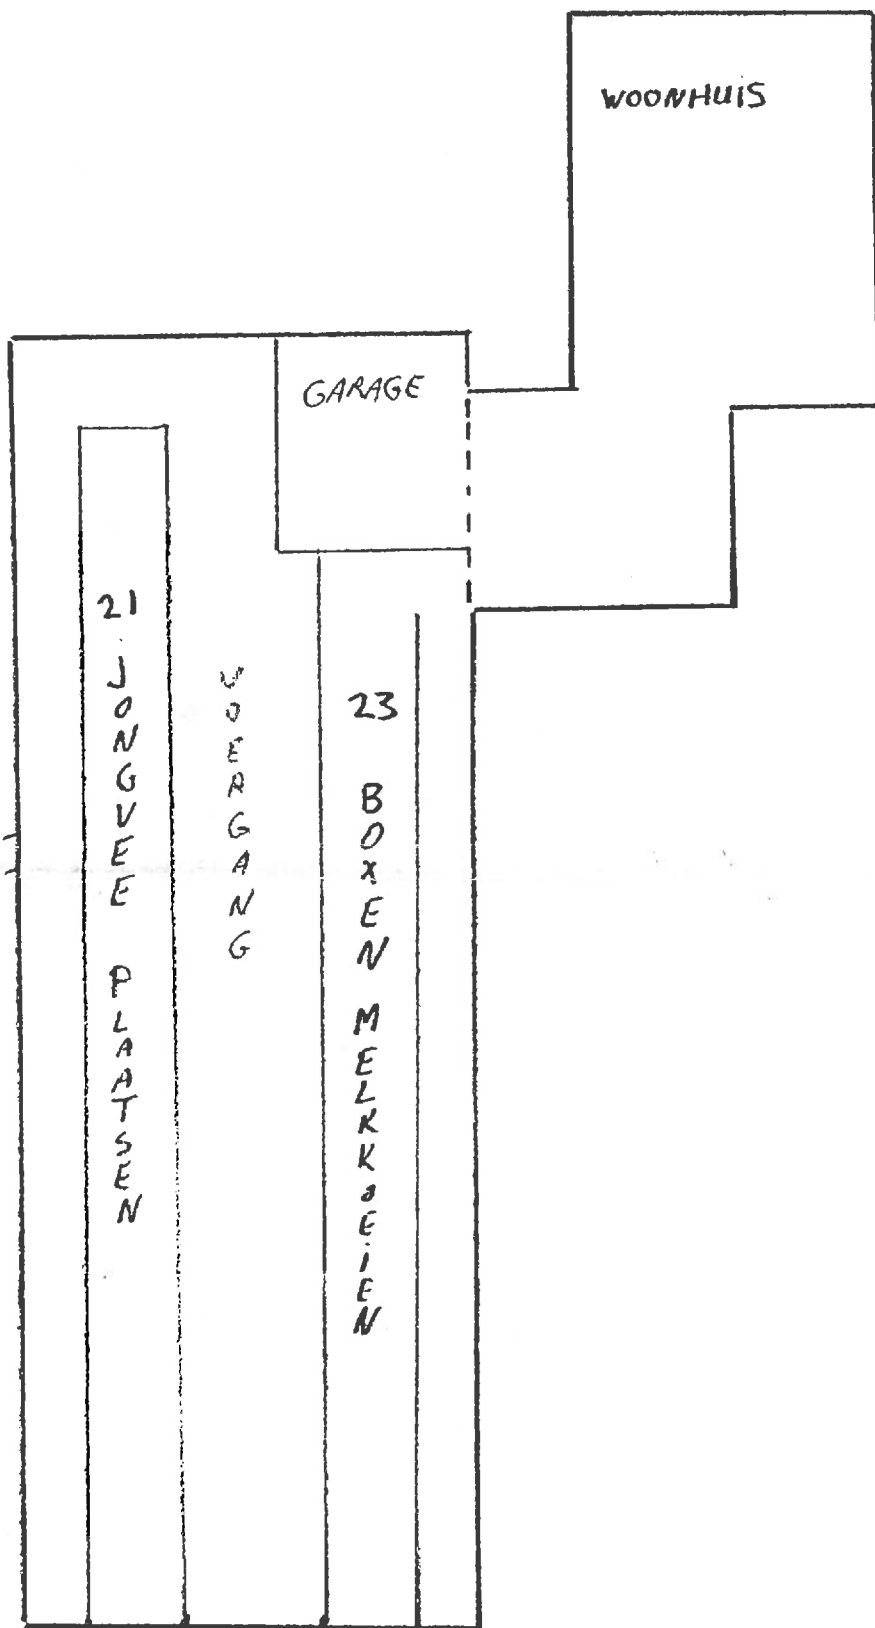 WOONHUIS
GARAGE
21 JONGVEE PLAATSEN
VOERGANG
23 BOXEN MELKKOEIEN